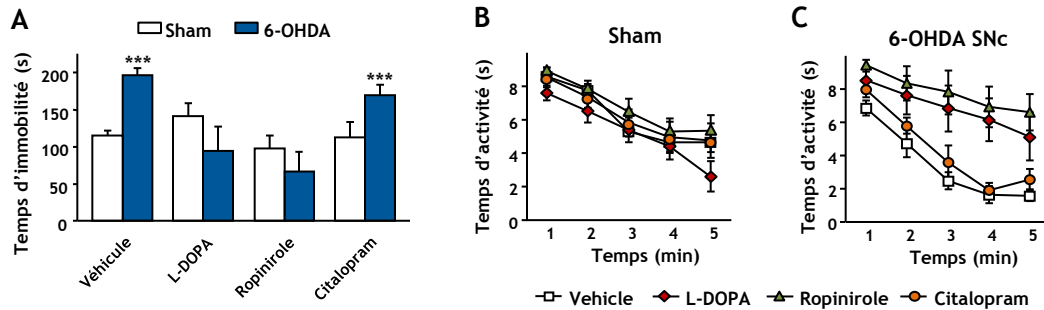 A
Sham 6-OHDA
Temps d’immobilité (s)
200
150
100
50
0
***
***
Véhicule
L-DOPA
Ropinirole
Citalopram
B
Sham
Temps d’activité (s)
10
8
6
4
2
0
1 2 3 4 5
Temps (min)
C
6-OHDA SNc
Temps d’activité (s)
10
8
6
4
2
0
1 2 3 4 5
Temps (min)
Vehicle L-DOPA Ropinirole Citalopram